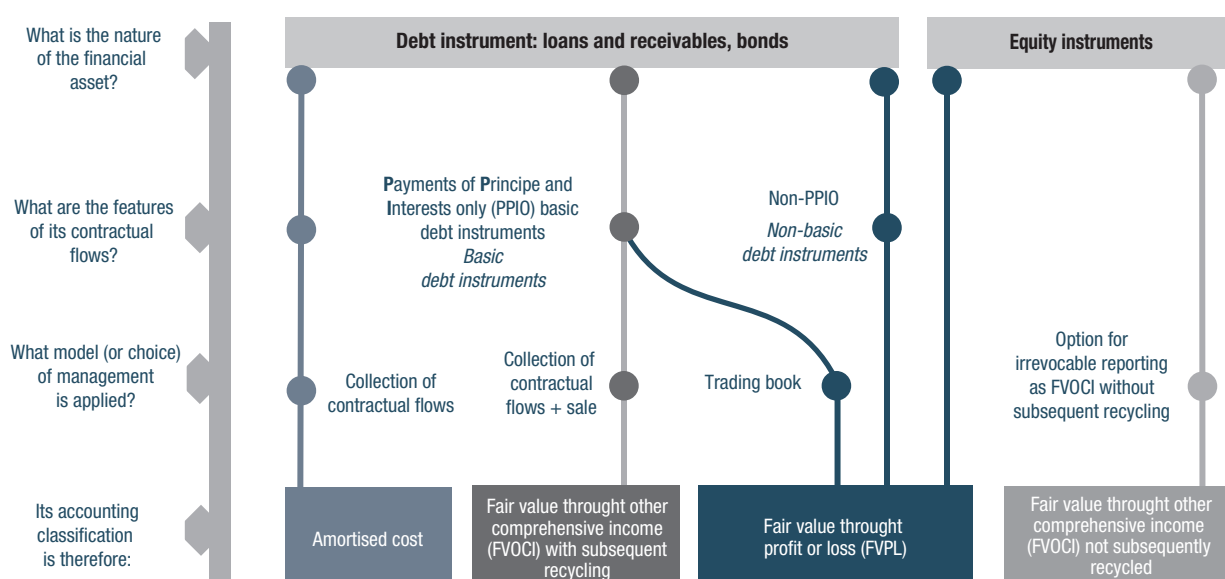 What is the nature
of the financial
asset?
Debt instrument: loans and receivables, bonds
Equity instruments
What are the features
of its contractual
flows?
Payments of Principe and
Interests only (PPIO) basic
debt instruments
Basic
debt instruments
Non-PPIO
Non-basic
debt instruments
What model (or choice)
of management
is applied?
Collection of
contractual flows
Collection of
contractual
flows + sale
Trading book
Option for
irrevocable reporting
as FVOCI without
subsequent recycling
Its accounting
classification
is therefore:
Amortised cost
Fair value throught other
comprehensive income
(FVOCI) with subsequent
recycling
Fair value throught
profit or loss (FVPL)
Fair value throught other
comprehensive income
(FVOCI) not subsequently
recycled